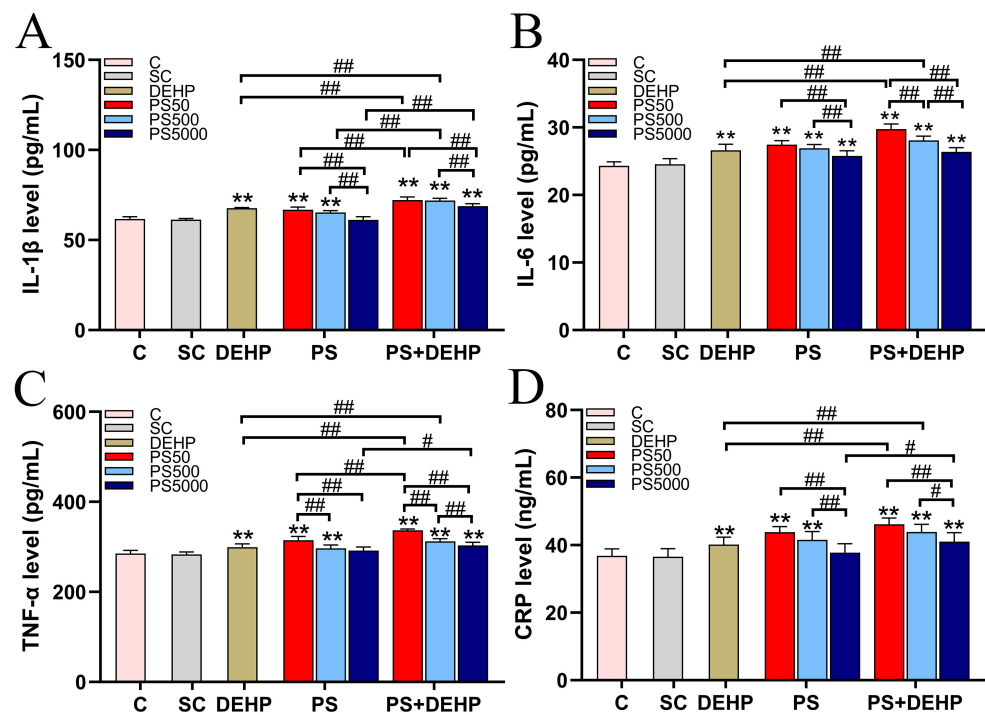 A
IL-1β level (pg/mL)
150
100
50
0
C
SC
DEHP
PS50
PS500
PS5000
##
##
##
##
##
##
##
##
##
##
**
**
**
**
**
**
C SC DEHP PS PS+DEHP
B
IL-6 level (pg/mL)
40
30
20
10
0
C
SC
DEHP
PS50
PS500
PS5000
##
##
##
##
##
##
##
**
**
**
**
**
**
**
C SC DEHP PS PS+DEHP
C
TNF-α level (pg/mL)
600
400
200
0
C
SC
DEHP
PS50
PS500
PS5000
##
##
#
##
##
##
##
##
##
**
**
**
**
**
**
C SC DEHP PS PS+DEHP
D
CRP level (ng/mL)
80
60
40
20
0
C
SC
DEHP
PS50
PS500
PS5000
##
##
#
##
##
##
#
**
**
**
**
**
**
C SC DEHP PS PS+DEHP